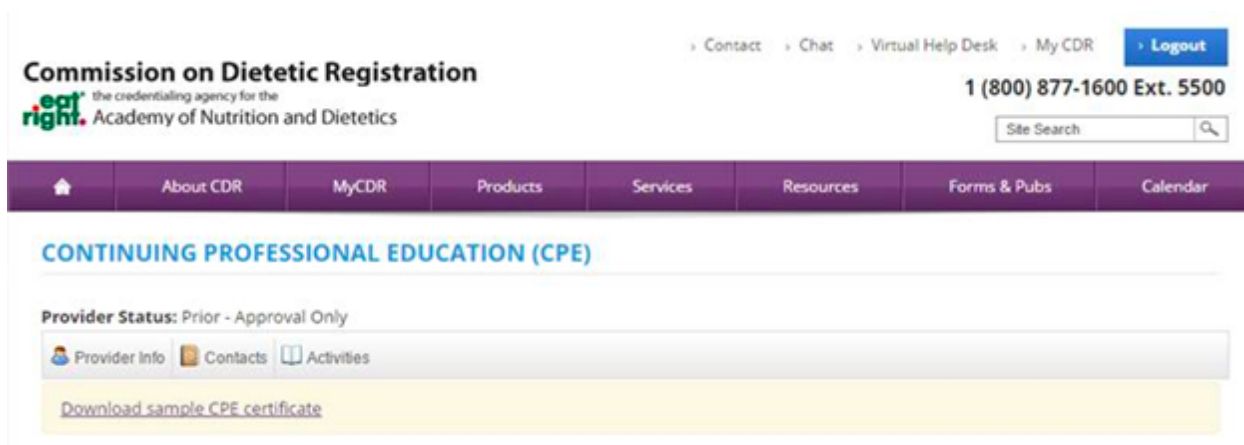 › Contact › Chat › Virtual Help Desk › My CDR › Logout
Commission on Dietetic Registration
eat right. the credentialing agency for the
Academy of Nutrition and Dietetics
1 (800) 877-1600 Ext. 5500
Site Search
About CDR MyCDR Products Services Resources Forms & Pubs Calendar
CONTINUING PROFESSIONAL EDUCATION (CPE)
Provider Status: Prior - Approval Only
Provider Info Contacts Activities
Download sample CPE certificate